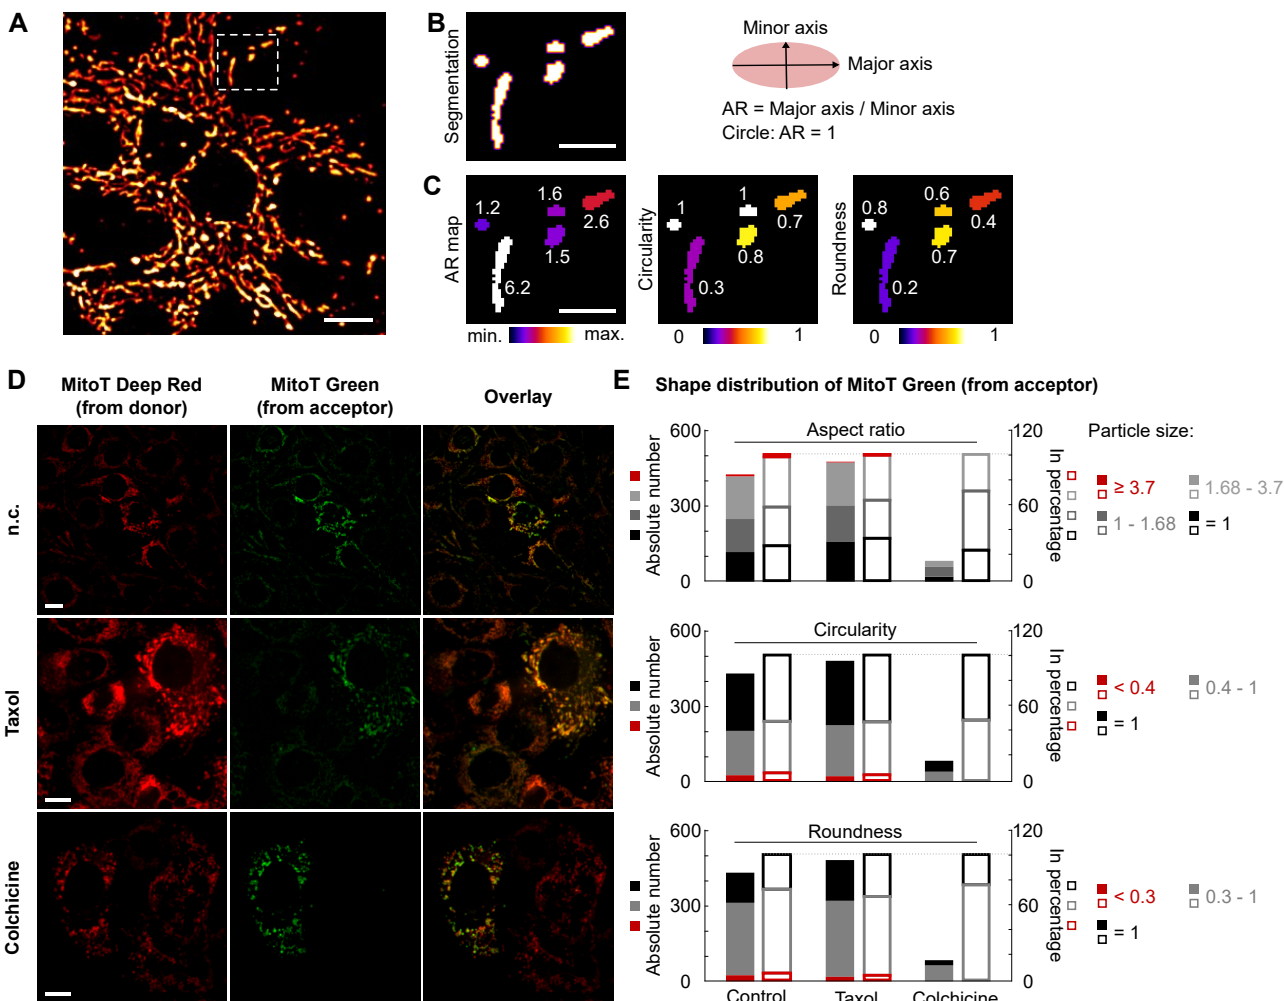 A
B
Segmentation
Minor axis
Major axis
AR = Major axis / Minor axis
Circle: AR = 1
C
AR map
1.2
1.6
2.6
1.5
6.2
min.
max.
Circularity
1
1
0.7
0.8
0.3
0
1
Roundness
0.8
0.6
0.4
0.7
0.2
0
1
D
MitoT Deep Red
(from donor)
MitoT Green
(from acceptor)
Overlay
n.c.
Taxol
Colchicine
E
Shape distribution of MitoT Green (from acceptor)
Aspect ratio
Absolute number
600
300
0
120
60
0
In percentage
Particle size:
≥ 3.7
1.68 - 3.7
1 - 1.68
= 1
Circularity
Absolute number
600
300
0
120
60
0
In percentage
< 0.4
0.4 - 1
= 1
Roundness
Absolute number
600
300
0
120
60
0
In percentage
< 0.3
0.3 - 1
= 1
Control
Taxol
Colchicine